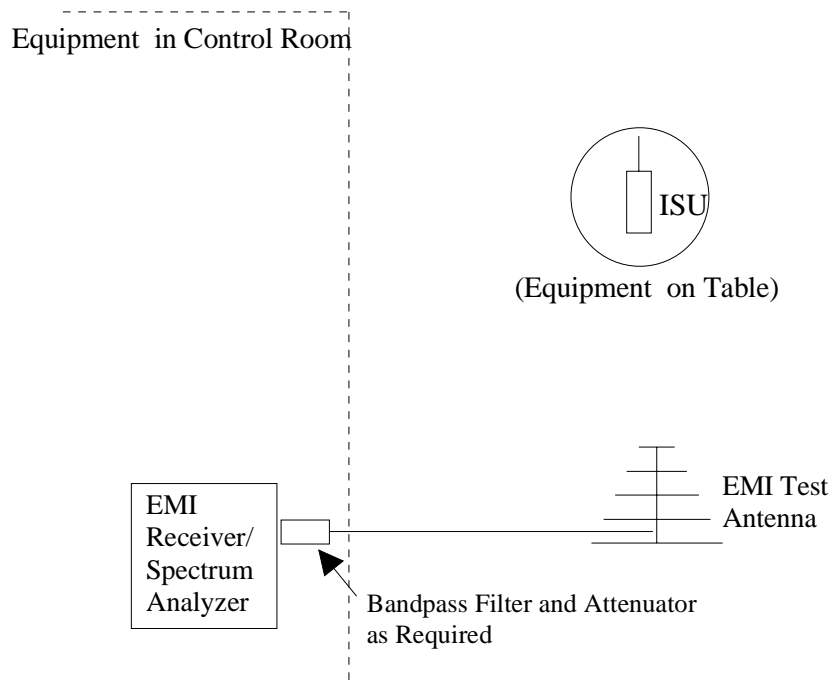 Equipment in Control Room
ISU
(Equipment on Table)
EMI Test
Antenna
EMI
Receiver/
Spectrum
Analyzer
Bandpass Filter and Attenuator
as Required